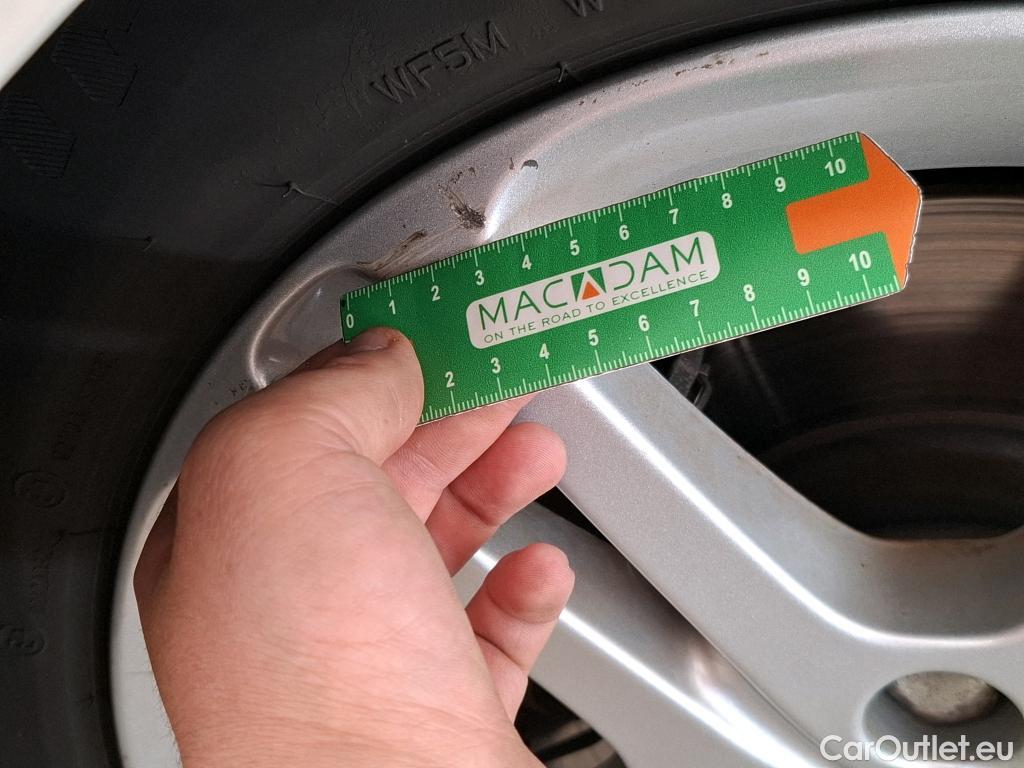 WF5M
W
0 1 2 3 4 5 6 7 8 9 10
MACADAM
ON THE ROAD TO EXCELLENCE
2 3 4 5 6 7 8 9 10
CarOutlet.eu